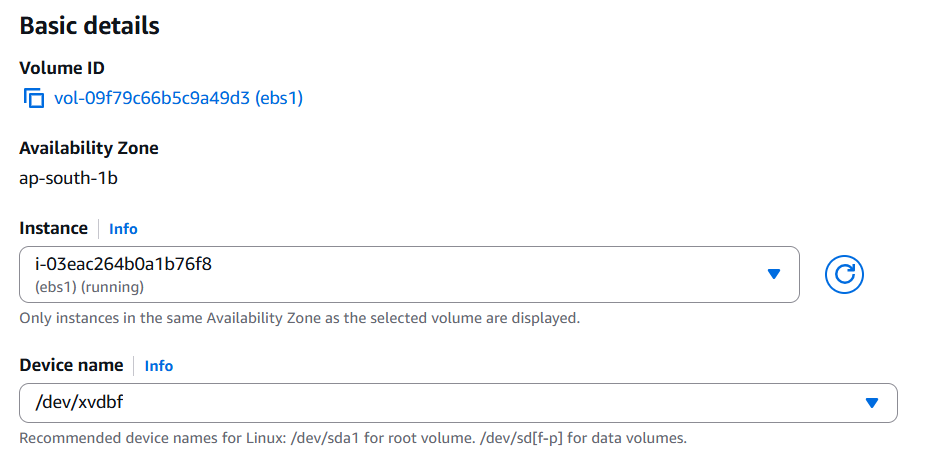 Basic details
Volume ID
vol-09f79c66b5c9a49d3 (ebs1)
Availability Zone
ap-south-1b
Instance Info
i-03eac264b0a1b76f8
(ebs1) (running)
Only instances in the same Availability Zone as the selected volume are displayed.
Device name Info
/dev/xvdbf
Recommended device names for Linux: /dev/sda1 for root volume. /dev/sd[f-p] for data volumes.